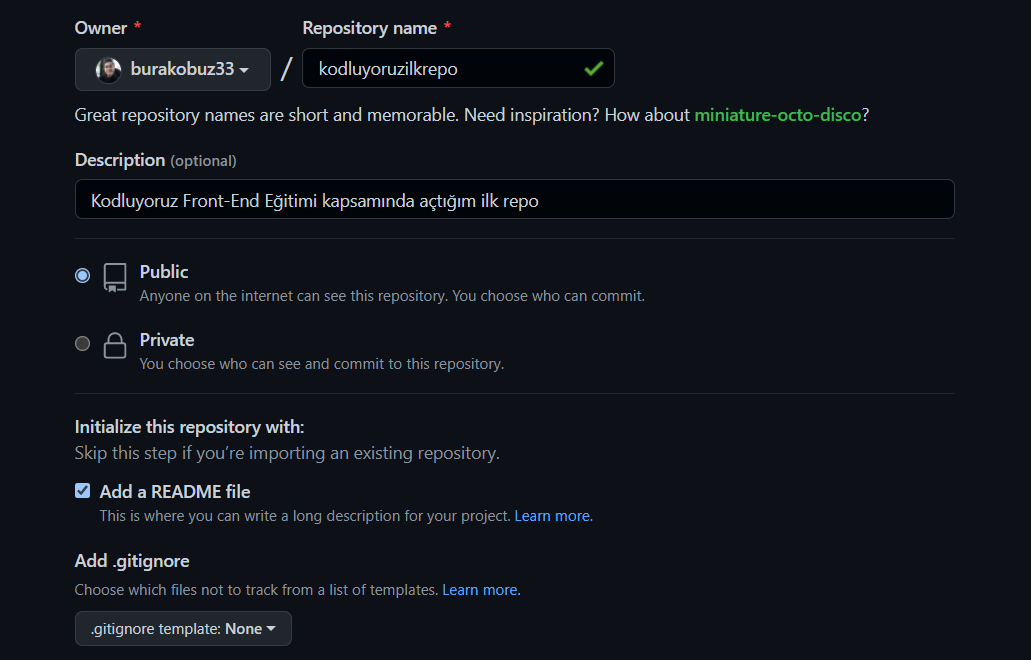 Owner * Repository name *
burakobuz33 / kodluyoruzilkrepo
Great repository names are short and memorable. Need inspiration? How about miniature-octo-disco?
Description (optional)
Kodluyoruz Front-End Eğitimi kapsamında açtığım ilk repo
Public
Anyone on the internet can see this repository. You choose who can commit.
Private
You choose who can see and commit to this repository.
Initialize this repository with:
Skip this step if you’re importing an existing repository.
Add a README file
This is where you can write a long description for your project. Learn more.
Add .gitignore
Choose which files not to track from a list of templates. Learn more.
.gitignore template: None